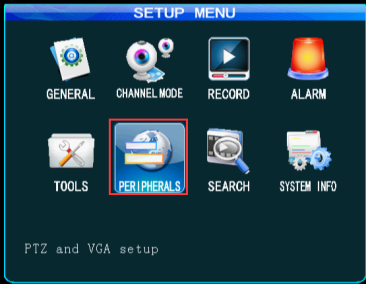 SETUP MENU
GENERAL
CHANNEL MODE
RECORD
ALARM
TOOLS
PERIPHERALS
SEARCH
SYSTEM INFO
PTZ and VGA setup